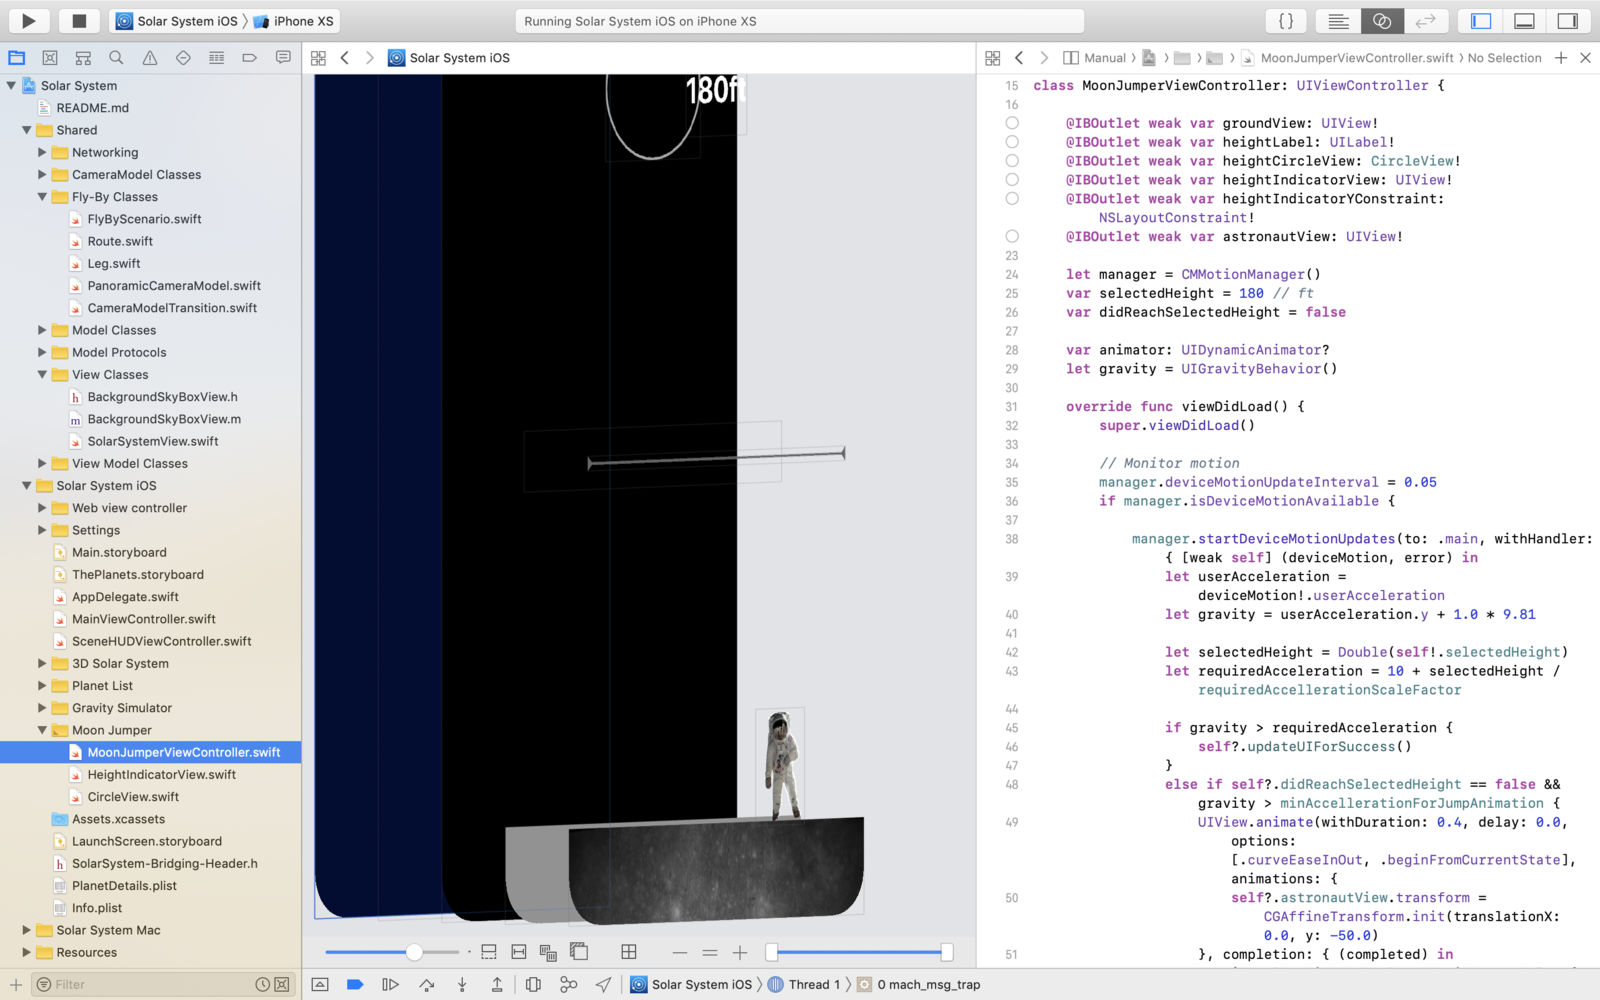 Solar System iOS
iPhone XS
Running Solar System iOS on iPhone XS
{ }
Solar System
README.md
Shared
Networking
CameraModel Classes
Fly-By Classes
FlyByScenario.swift
Route.swift
Leg.swift
PanoramicCameraModel.swift
CameraModelTransition.swift
Model Classes
Model Protocols
View Classes
h BackgroundSkyBoxView.h
m BackgroundSkyBoxView.m
SolarSystemView.swift
View Model Classes
Solar System iOS
Web view controller
Settings
Main.storyboard
ThePlanets.storyboard
AppDelegate.swift
MainViewController.swift
SceneHUDViewController.swift
3D Solar System
Planet List
Gravity Simulator
Moon Jumper
MoonJumperViewController.swift
HeightIndicatorView.swift
CircleView.swift
Assets.xcassets
LaunchScreen.storyboard
h SolarSystem-Bridging-Header.h
PlanetDetails.plist
Info.plist
Solar System Mac
Resources
Filter
Solar System iOS
180ft
Solar System iOS
Thread 1
0 mach_msg_trap
Manual
MoonJumperViewController.swift
No Selection
15 class MoonJumperViewController: UIViewController {
16
@IBOutlet weak var groundView: UIView!
@IBOutlet weak var heightLabel: UILabel!
@IBOutlet weak var heightCircleView: CircleView!
@IBOutlet weak var heightIndicatorView: UIView!
@IBOutlet weak var heightIndicatorYConstraint:
NSLayoutConstraint!
@IBOutlet weak var astronautView: UIView!
23
24 let manager = CMMotionManager()
25 var selectedHeight = 180 // ft
26 var didReachSelectedHeight = false
27
28 var animator: UIDynamicAnimator?
29 let gravity = UIGravityBehavior()
30
31 override func viewDidLoad() {
32 super.viewDidLoad()
33
34 // Monitor motion
35 manager.deviceMotionUpdateInterval = 0.05
36 if manager.isDeviceMotionAvailable {
37
38 manager.startDeviceMotionUpdates(to: .main, withHandler:
{ [weak self] (deviceMotion, error) in
39 let userAcceleration =
deviceMotion!.userAcceleration
40 let gravity = userAcceleration.y + 1.0 * 9.81
41
42 let selectedHeight = Double(self!.selectedHeight)
43 let requiredAcceleration = 10 + selectedHeight /
requiredAccellerationScaleFactor
44
45 if gravity > requiredAcceleration {
46 self?.updateUIForSuccess()
47 }
48 else if self?.didReachSelectedHeight == false &&
gravity > minAccellerationForJumpAnimation {
49 UIView.animate(withDuration: 0.4, delay: 0.0,
options:
[.curveEaseInOut, .beginFromCurrentState],
animations: {
50 self?.astronautView.transform =
CGAffineTransform.init(translationX:
0.0, y: -50.0)
51 }, completion: { (completed) in